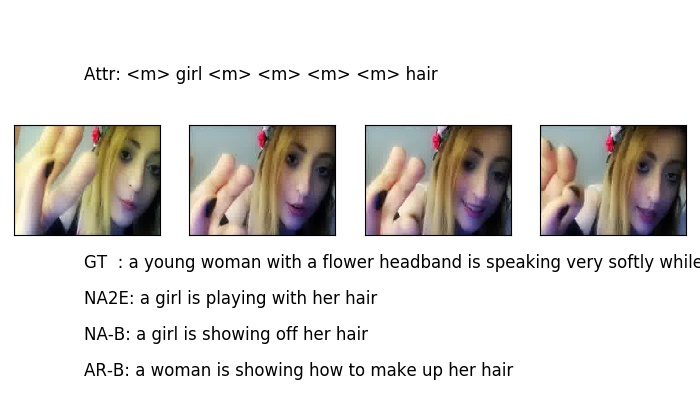 Attr: <m> girl <m> <m> <m> <m> hair
GT  : a young woman with a flower headband is speaking very softly while
NA2E: a girl is playing with her hair
NA-B: a girl is showing off her hair
AR-B: a woman is showing how to make up her hair